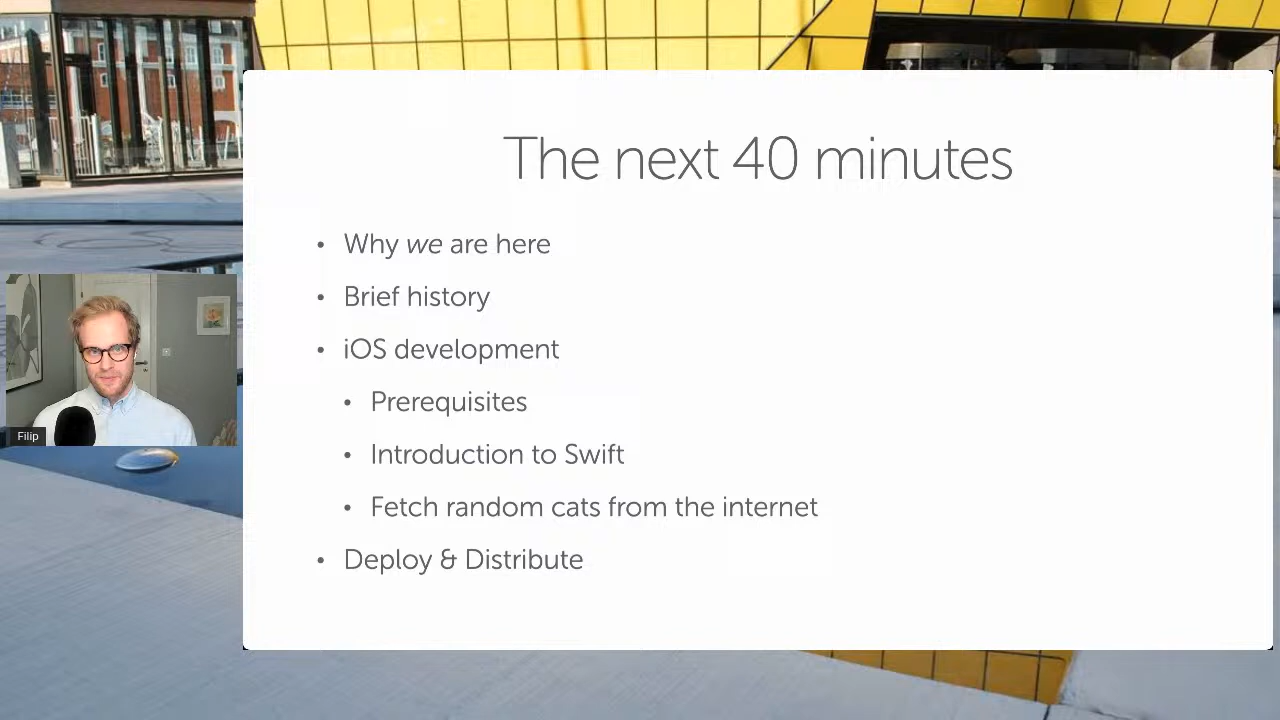 The next 40 minutes
• Why we are here
• Brief history
• iOS development
• Prerequisites
• Introduction to Swift
• Fetch random cats from the internet
• Deploy & Distribute
Filip